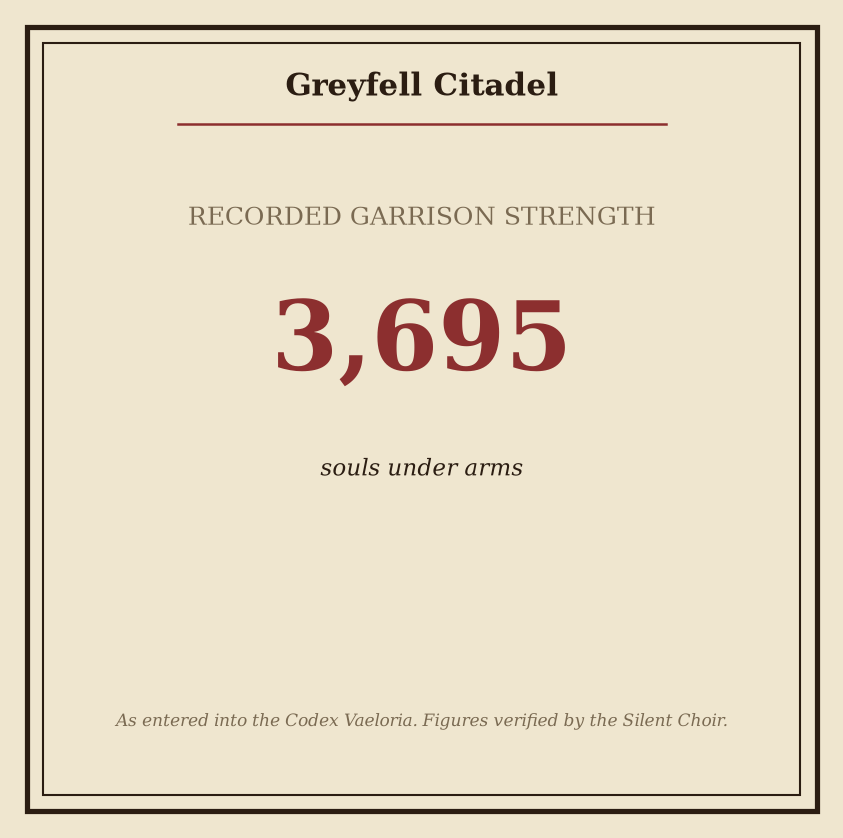 Greyfell Citadel
RECORDED GARRISON STRENGTH
3,695
souls under arms
As entered into the Codex Vaeloria. Figures verified by the Silent Choir.